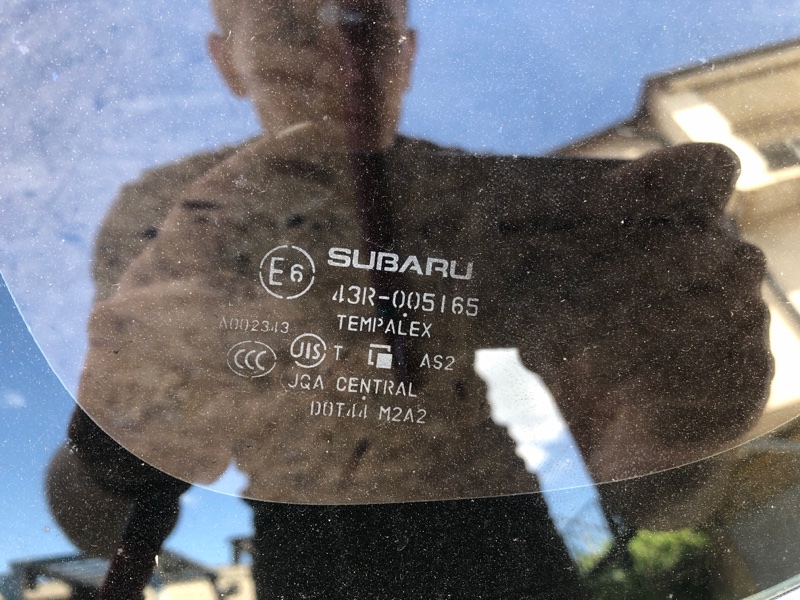 E6 SUBARU
43R-005165
A002343 TEMPALEX
CCC JIS T AS2
JQA CENTRAL
DOT44 M2A2